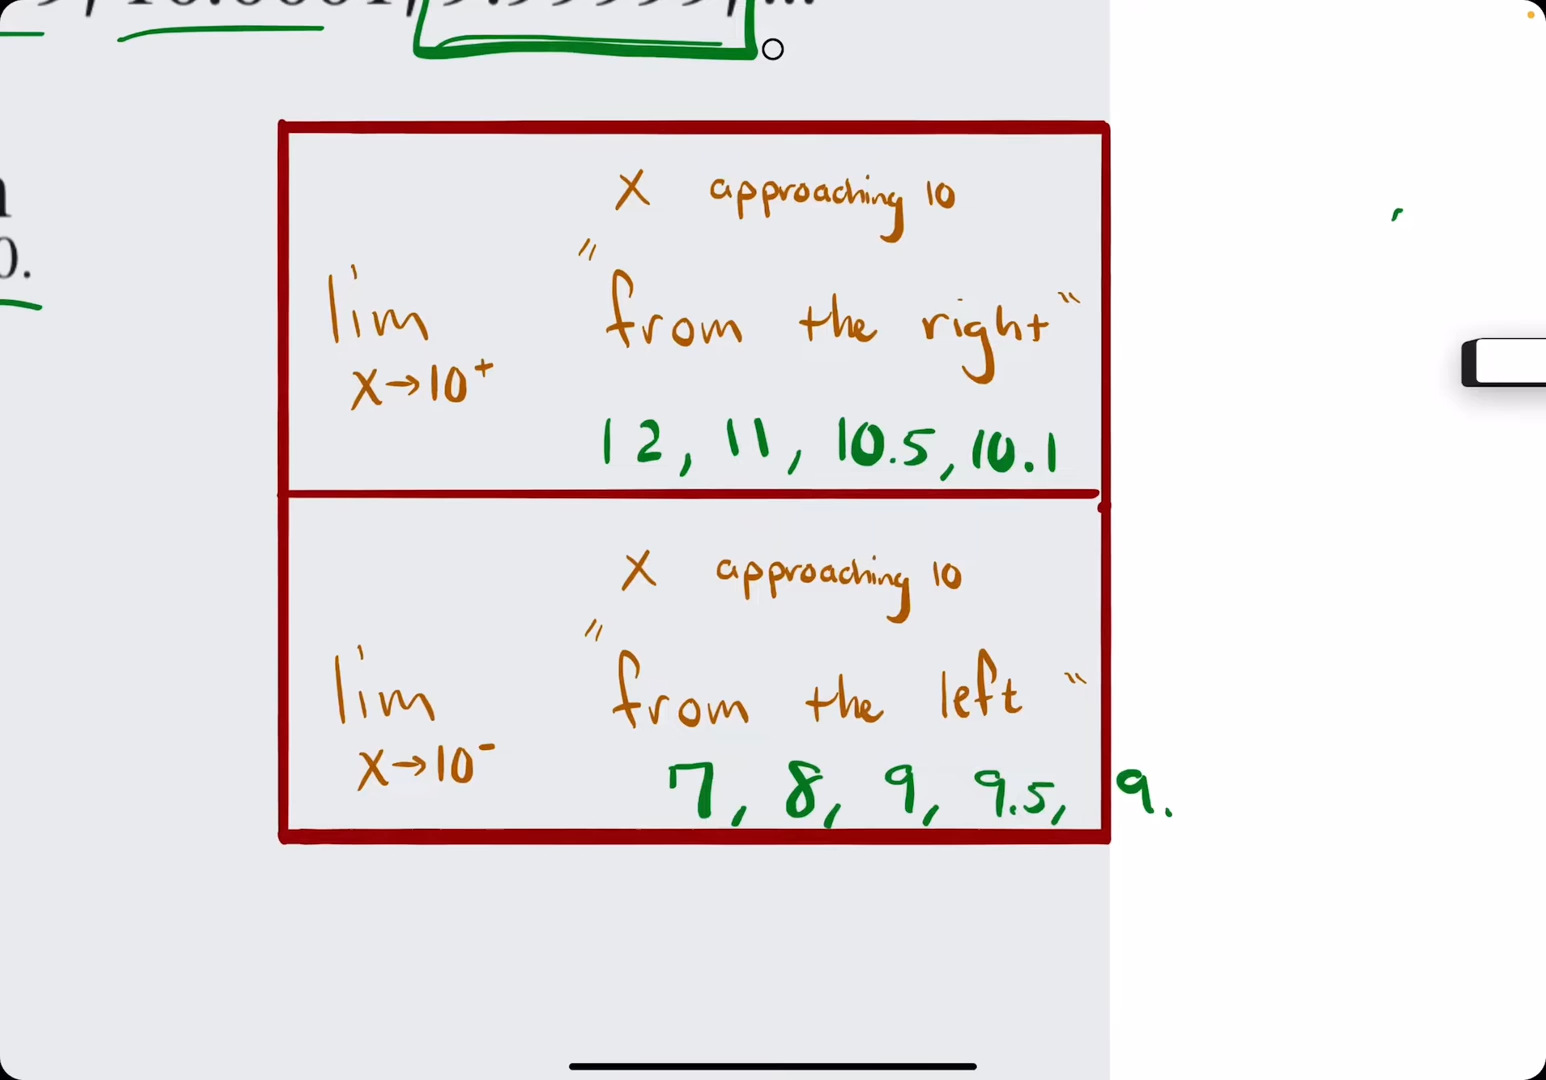 x approaching 10
"from the right"
lim
x→10⁺
12, 11, 10.5, 10.1
x approaching 10
"from the left"
lim
x→10⁻
7, 8, 9, 9.5, 9.
0.